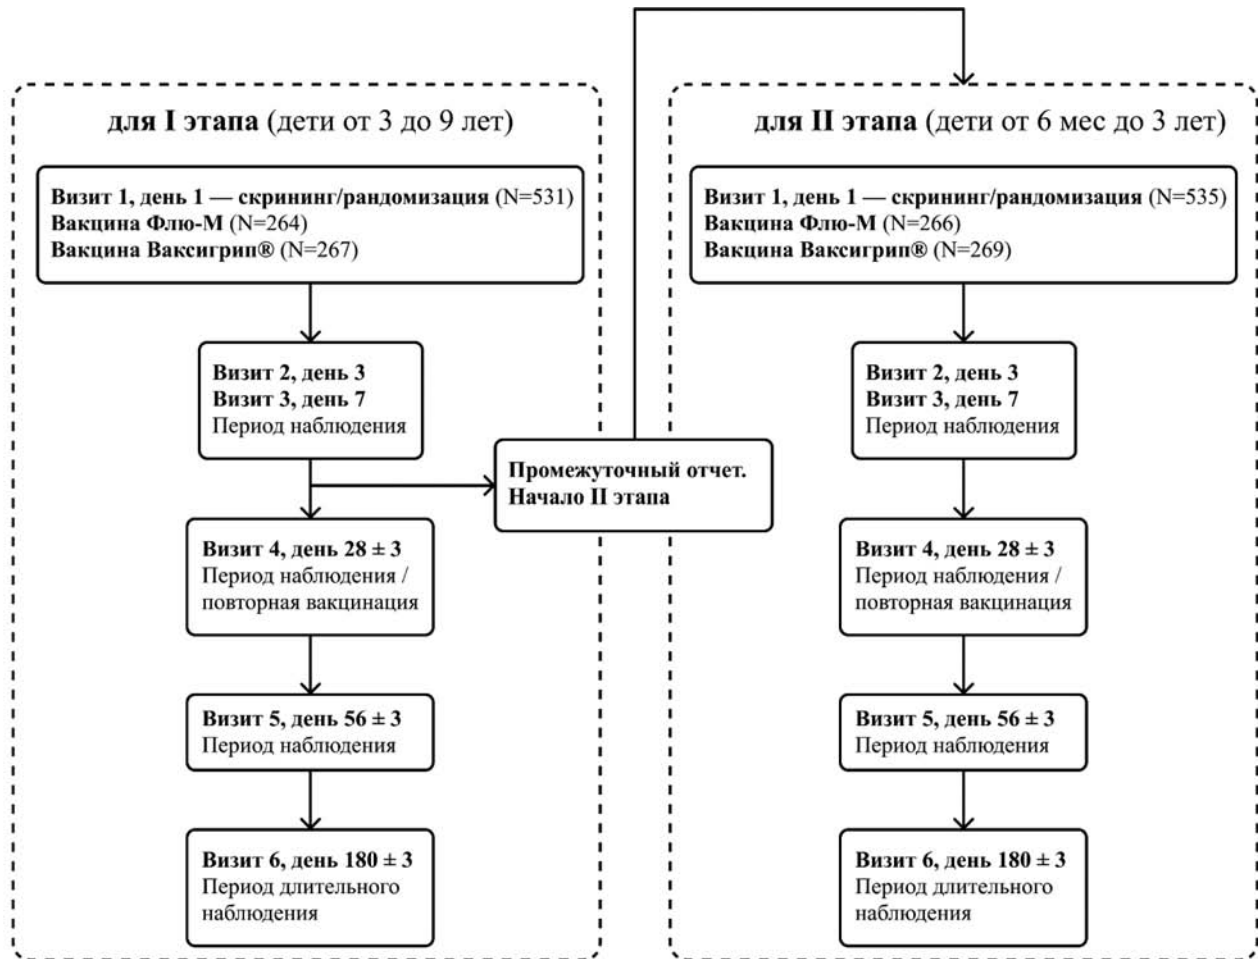 для I этапа (дети от 3 до 9 лет)
Визит 1, день 1 — скрининг/рандомизация (N=531)
Вакцина Флю-М (N=264)
Вакцина Ваксигрип® (N=267)
Визит 2, день 3
Визит 3, день 7
Период наблюдения
Промежуточный отчет.
Начало II этапа
Визит 4, день 28 ± 3
Период наблюдения /
повторная вакцинация
Визит 5, день 56 ± 3
Период наблюдения
Визит 6, день 180 ± 3
Период длительного
наблюдения
для II этапа (дети от 6 мес до 3 лет)
Визит 1, день 1 — скрининг/рандомизация (N=535)
Вакцина Флю-М (N=266)
Вакцина Ваксигрип® (N=269)
Визит 2, день 3
Визит 3, день 7
Период наблюдения
Визит 4, день 28 ± 3
Период наблюдения /
повторная вакцинация
Визит 5, день 56 ± 3
Период наблюдения
Визит 6, день 180 ± 3
Период длительного
наблюдения